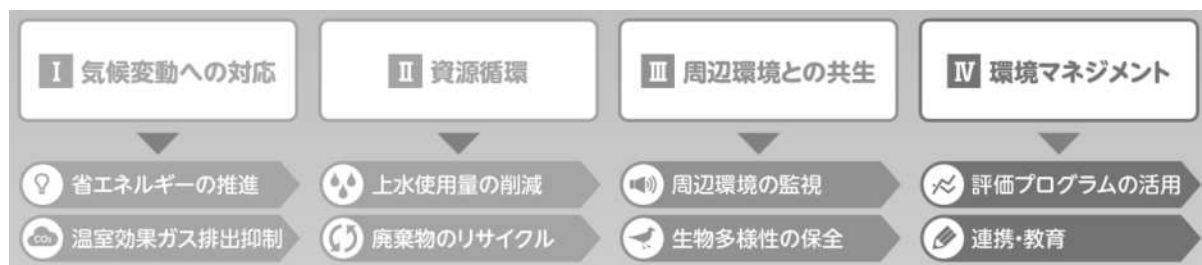 I 気候変動への対応
II 資源循環
III 周辺環境との共生
IV 環境マネジメント
省エネルギーの推進
上水使用量の削減
周辺環境の監視
評価プログラムの活用
CO₂ 温室効果ガス排出抑制
廃棄物のリサイクル
生物多様性の保全
連携・教育